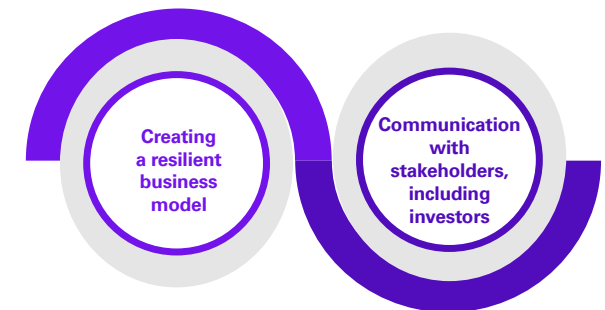 Creating
a resilient
business
model
Communication
with
stakeholders,
including
investors